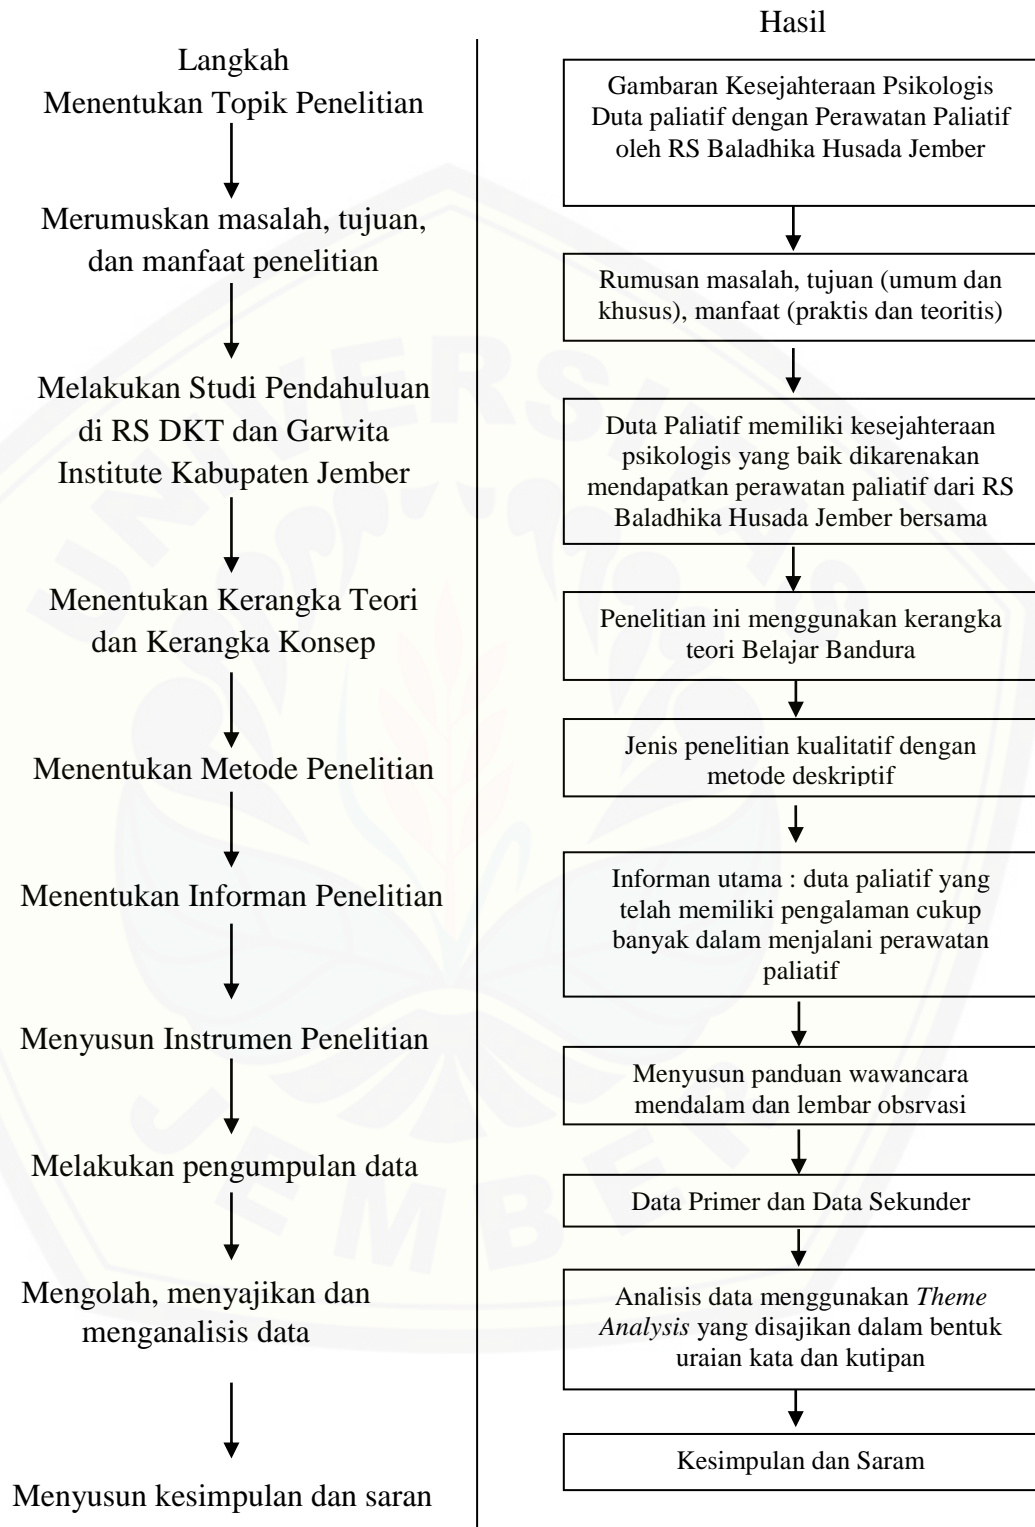 Langkah
Menentukan Topik Penelitian
Merumuskan masalah, tujuan,
dan manfaat penelitian
Melakukan Studi Pendahuluan
di RS DKT dan Garwita
Institute Kabupaten Jember
Menentukan Kerangka Teori
dan Kerangka Konsep
Menentukan Metode Penelitian
Menentukan Informan Penelitian
Menyusun Instrumen Penelitian
Melakukan pengumpulan data
Mengolah, menyajikan dan
menganalisis data
Menyusun kesimpulan dan saran
Hasil
Gambaran Kesejahteraan Psikologis
Duta paliatif dengan Perawatan Paliatif
oleh RS Baladhika Husada Jember
Rumusan masalah, tujuan (umum dan
khusus), manfaat (praktis dan teoritis)
Duta Paliatif memiliki kesejahteraan
psikologis yang baik dikarenakan
mendapatkan perawatan paliatif dari RS
Baladhika Husada Jember bersama
Penelitian ini menggunakan kerangka
teori Belajar Bandura
Jenis penelitian kualitatif dengan
metode deskriptif
Informan utama : duta paliatif yang
telah memiliki pengalaman cukup
banyak dalam menjalani perawatan
paliatif
Menyusun panduan wawancara
mendalam dan lembar obsrvasi
Data Primer dan Data Sekunder
Analisis data menggunakan Theme
Analysis yang disajikan dalam bentuk
uraian kata dan kutipan
Kesimpulan dan Saram
UNIVERSITAS
JEMBER